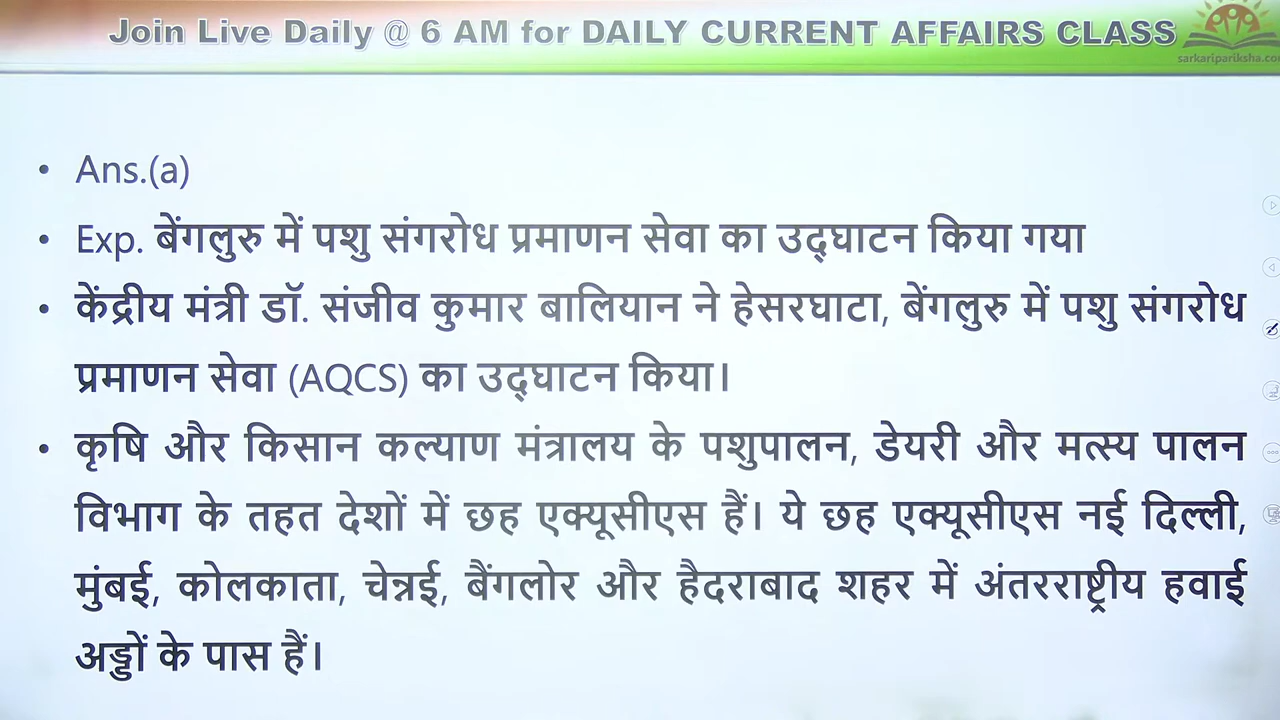 Join Live Daily @ 6 AM for DAILY CURRENT AFFAIRS CLASS
sarkaripariksha.com
• Ans.(a)
• Exp. बेंगलुरु में पशु संगरोध प्रमाणन सेवा का उद्घाटन किया गया
• केंद्रीय मंत्री डॉ. संजीव कुमार बालियान ने हेसरघाटा, बेंगलुरु में पशु संगरोध
प्रमाणन सेवा (AQCS) का उद्घाटन किया।
• कृषि और किसान कल्याण मंत्रालय के पशुपालन, डेयरी और मत्स्य पालन
विभाग के तहत देशों में छह एक्यूसीएस हैं। ये छह एक्यूसीएस नई दिल्ली,
मुंबई, कोलकाता, चेन्नई, बैंगलोर और हैदराबाद शहर में अंतरराष्ट्रीय हवाई
अड्डों के पास हैं।